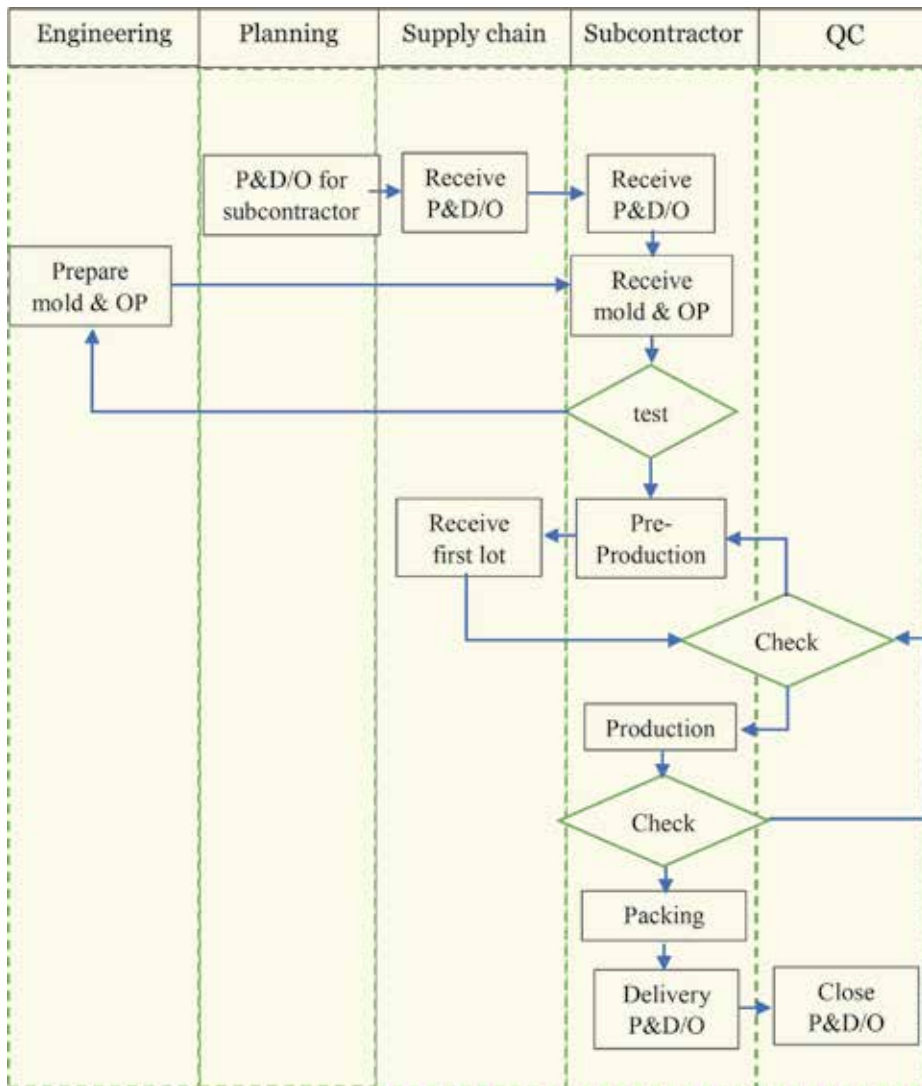 Engineering
Planning
Supply chain
Subcontractor
QC
P&D/O for
subcontractor
Receive
P&D/O
Receive
P&D/O
Prepare
mold & OP
Receive
mold & OP
test
Receive
first lot
Pre-
Production
Check
Production
Check
Packing
Delivery
P&D/O
Close
P&D/O